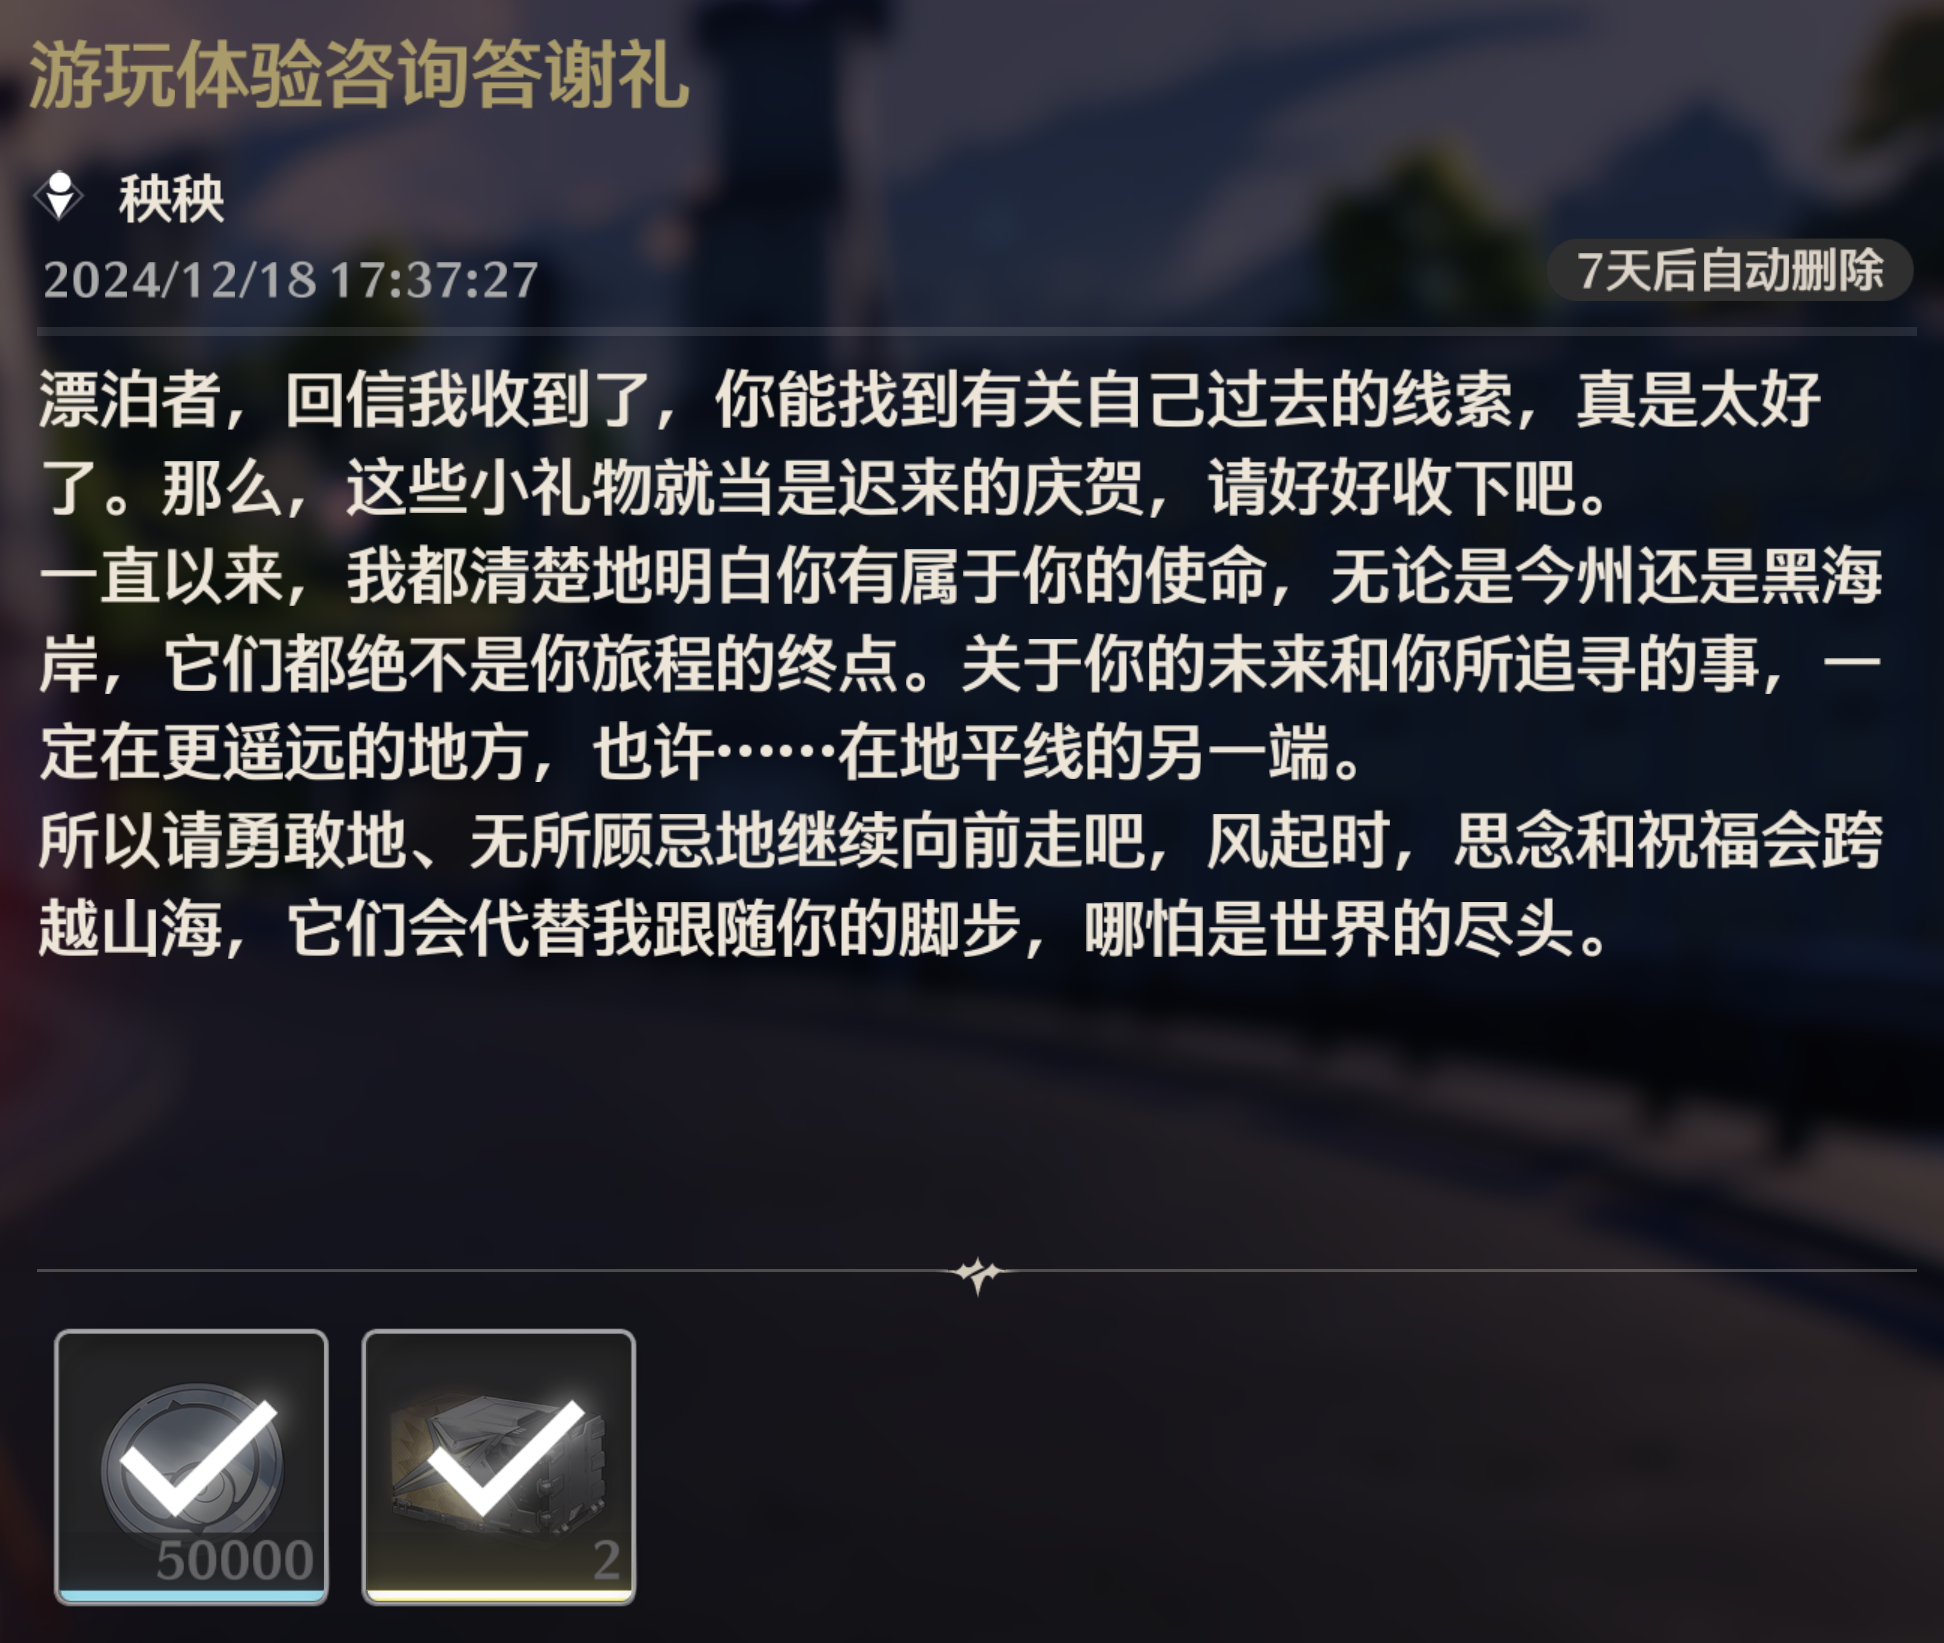 游玩体验咨询答谢礼
秧秧
2024/12/18 17:37:27
7天后自动删除
漂泊者，回信我收到了，你能找到有关自己过去的线索，真是太好
了。那么，这些小礼物就当是迟来的庆贺，请好好收下吧。
一直以来，我都清楚地明白你有属于你的使命，无论是今州还是黑海
岸，它们都绝不是你旅程的终点。关于你的未来和你所追寻的事，一
定在更遥远的地方，也许……在地平线的另一端。
所以请勇敢地、无所顾忌地继续向前走吧，风起时，思念和祝福会跨
越山海，它们会代替我跟随你的脚步，哪怕是世界的尽头。
50000
2